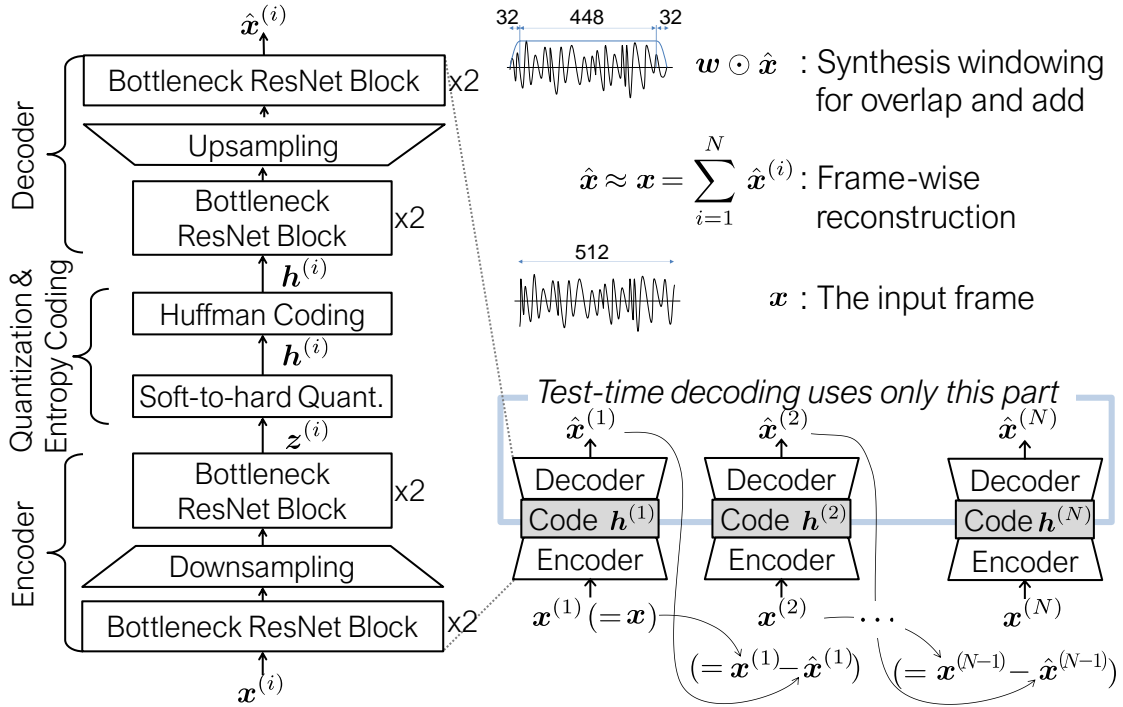 x̂^(i)
Bottleneck ResNet Block x2
Upsampling
Bottleneck
ResNet Block x2
Decoder
h^(i)
Huffman Coding
h^(i)
Soft-to-hard Quant.
Quantization &
Entropy Coding
z^(i)
Bottleneck
ResNet Block x2
Downsampling
Bottleneck ResNet Block x2
Encoder
x^(i)
32 448 32
w ⊙ x̂ : Synthesis windowing
for overlap and add
x̂ ≈ x = ∑_{i=1}^{N} x̂^(i) : Frame-wise
reconstruction
512
x : The input frame
Test-time decoding uses only this part
x̂^(1) x̂^(2) x̂^(N)
Decoder Decoder Decoder
Code h^(1) Code h^(2) Code h^(N)
Encoder Encoder Encoder
x^(1) (= x) x^(2) ··· x^(N)
(= x^(1) − x̂^(1)) (= x^(N−1) − x̂^(N−1))